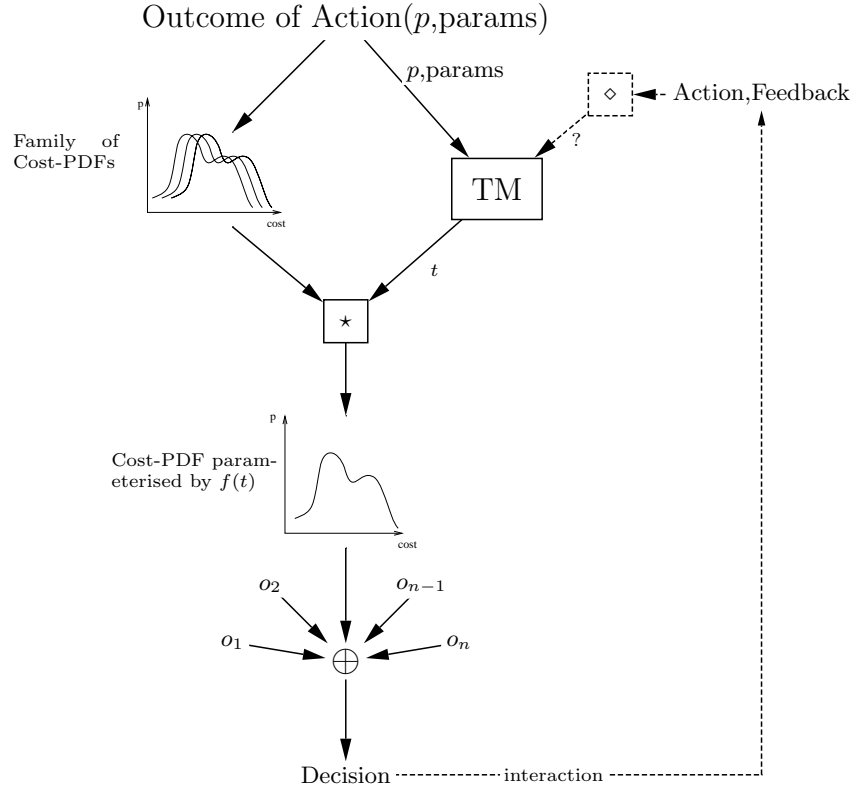 Outcome of Action(p,params)
p,params
◇
Action,Feedback
?
p
Family of
Cost-PDFs
cost
TM
t
⋆
p
Cost-PDF param-
eterised by f(t)
cost
o₂
oₙ₋₁
o₁
oₙ
⊕
Decision
interaction